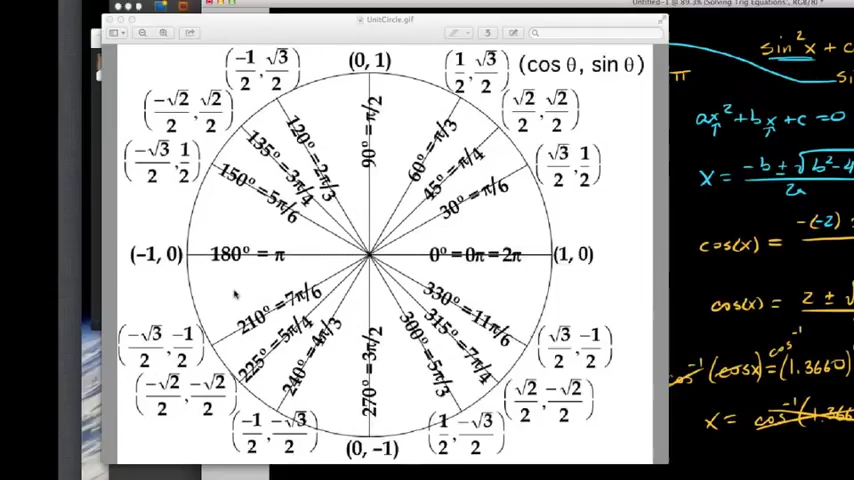 Untitled-1 @ 89.3% (Solving Trig Equations, RGB/8)
UnitCircle.gif
(cos θ, sin θ)
(0, 1)
(-1/2, √3/2)
(1/2, √3/2)
(-√2/2, √2/2)
(√2/2, √2/2)
(-√3/2, 1/2)
(√3/2, 1/2)
90° = π/2
120° = 2π/3
60° = π/3
135° = 3π/4
45° = π/4
150° = 5π/6
30° = π/6
(–1, 0)
180° = π
0° = 0π = 2π
(1, 0)
210° = 7π/6
330° = 11π/6
225° = 5π/4
315° = 7π/4
240° = 4π/3
300° = 5π/3
270° = 3π/2
(-√3/2, -1/2)
(√3/2, -1/2)
(-√2/2, -√2/2)
(√2/2, -√2/2)
(-1/2, -√3/2)
(1/2, -√3/2)
(0, –1)
sin²x + c
π
ax² + bx + c = 0
x = -b ± √b²-4 / 2a
cos(x) = -(-2)
cos(x) = 2 ±
cos⁻¹
cos⁻¹(cosx) = (1.3660)
x = cos⁻¹(1.366